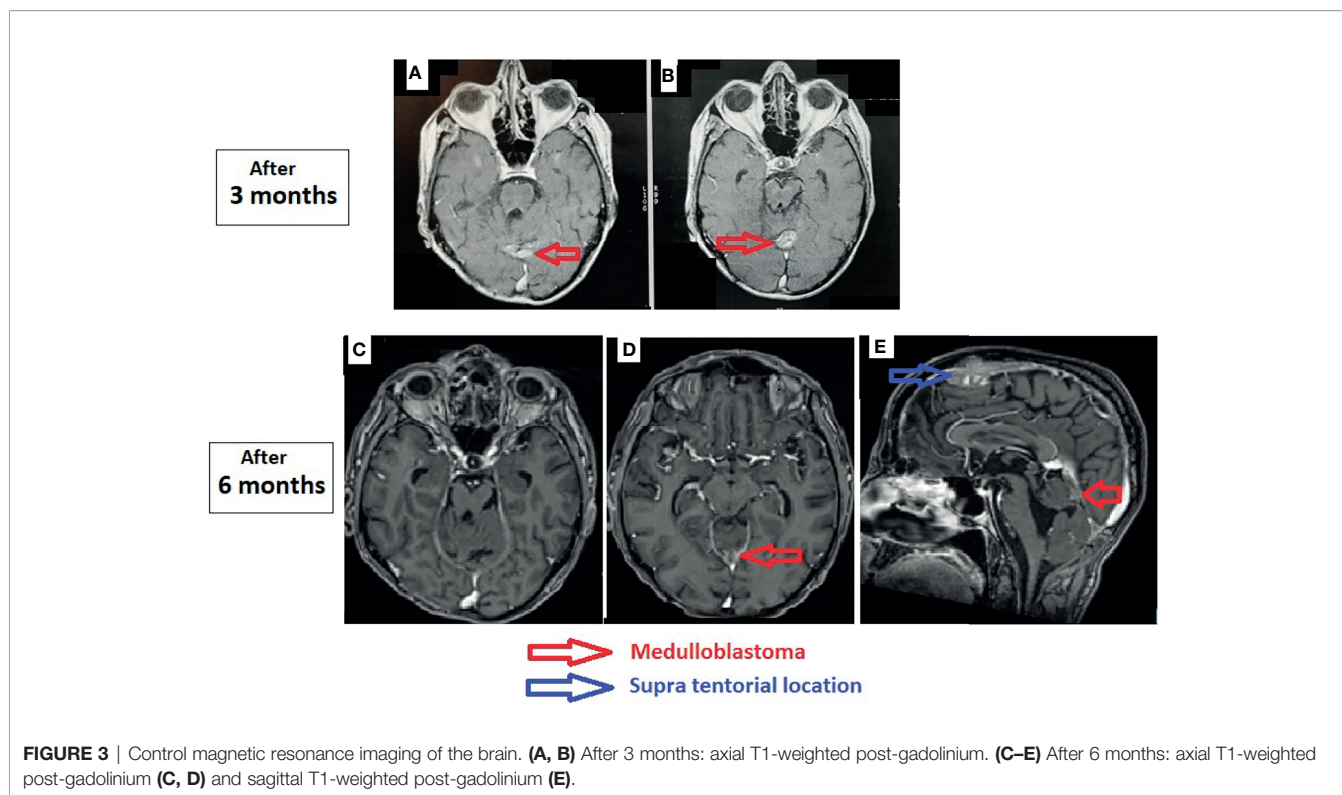 A
B
After
3 months
C
D
E
After
6 months
Medulloblastoma
Supra tentorial location
FIGURE 3 | Control magnetic resonance imaging of the brain. (A, B) After 3 months: axial T1-weighted post-gadolinium. (C–E) After 6 months: axial T1-weighted
post-gadolinium (C, D) and sagittal T1-weighted post-gadolinium (E).